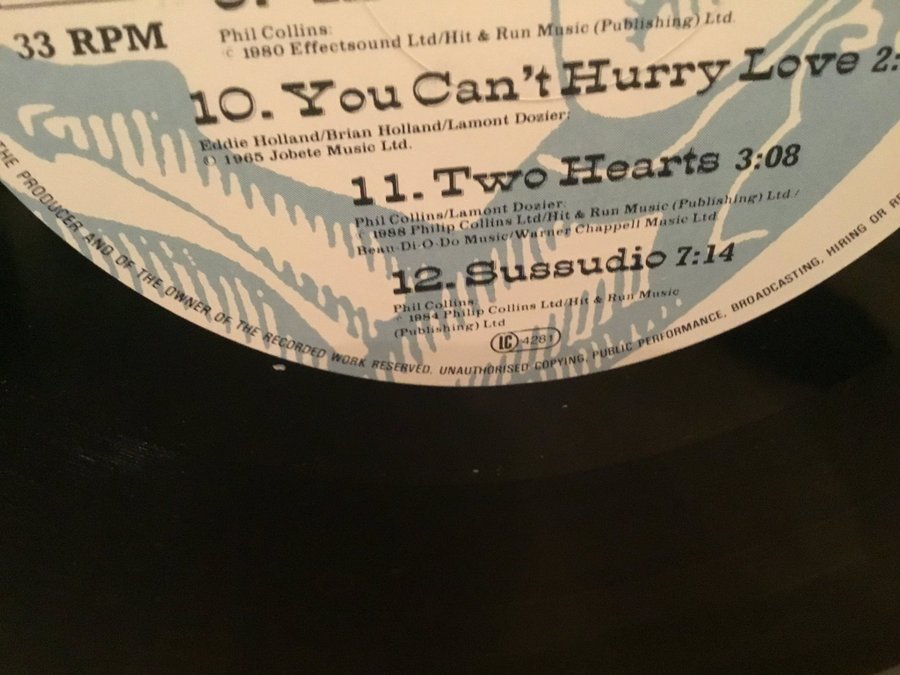 33 RPM
Phil Collins:
© 1980 Effectsound Ltd/Hit & Run Music (Publishing) Ltd.
10. You Can't Hurry Love 2:
Eddie Holland/Brian Holland/Lamont Dozier:
© 1965 Jobete Music Ltd.
11. Two Hearts 3:08
Phil Collins/Lamont Dozier:
© 1988 Philip Collins Ltd/Hit & Run Music (Publishing) Ltd /
Beau-Di-O-Do Music/Warner Chappell Music Ltd.
12. Sussudio 7:14
Phil Collins:
© 1984 Philip Collins Ltd/Hit & Run Music
(Publishing) Ltd
LC 4281
THE PRODUCER AND OF THE OWNER OF THE RECORDED WORK RESERVED. UNAUTHORISED COPYING, PUBLIC PERFORMANCE, BROADCASTING, HIRING OR